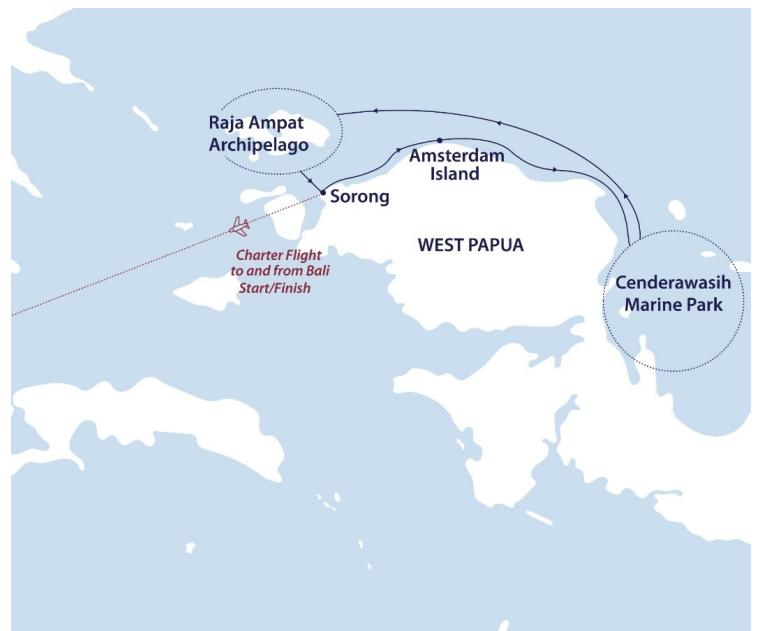 Raja Ampat
Archipelago
Amsterdam
Island
Sorong
WEST PAPUA
Charter Flight
to and from Bali
Start/Finish
Cenderawasih
Marine Park